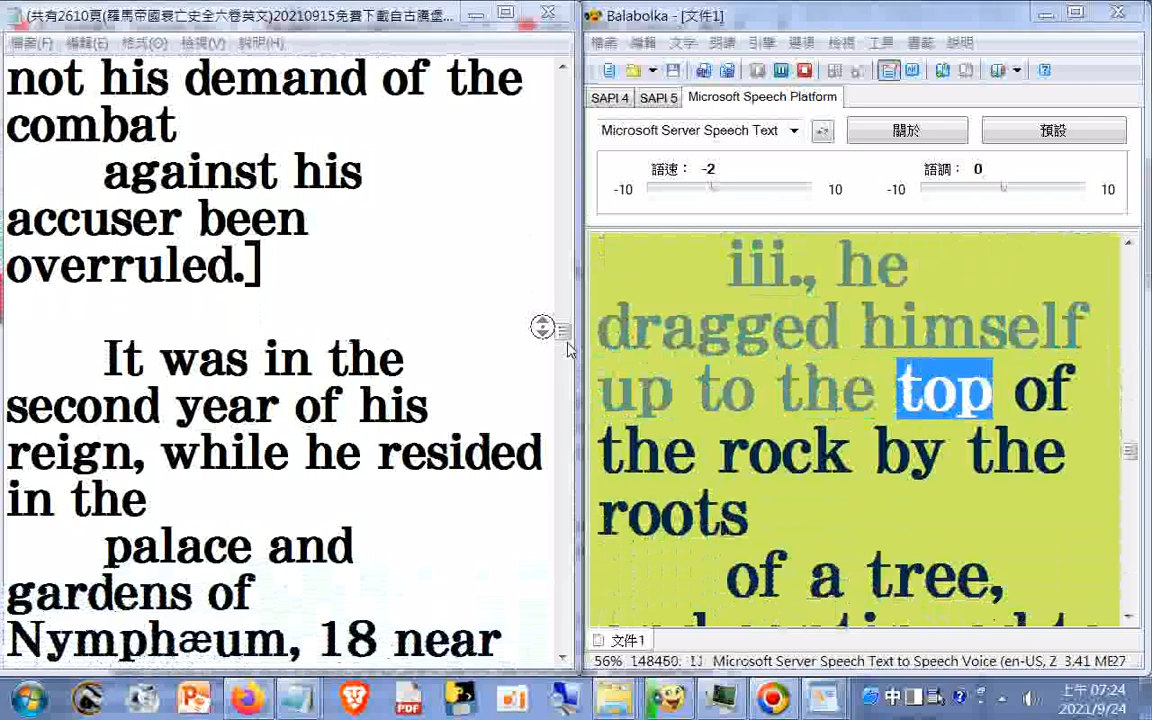 (共有2610頁(羅馬帝國衰亡史全六卷英文)20210915免費下載自古騰堡...
檔案(F) 編輯(E) 格式(O) 檢視(V) 說明(H)
not his demand of the
combat
against his
accuser been
overruled.]
It was in the
second year of his
reign, while he resided
in the
palace and
gardens of
Nymphæum, 18 near
Balabolka - [文件1]
檔案 編輯 文字 朗讀 引擎 選項 檢視 工具 書籤 說明
SAPI 4 SAPI 5 Microsoft Speech Platform
Microsoft Server Speech Text
關於
預設
語速： -2
語調： 0
-10 10 -10 10
iii., he
dragged himself
up to the top of
the rock by the
roots
of a tree,
文件1
56% 148450: 1. Microsoft Server Speech Text to Speech Voice (en-US, Z 3.41 ME27
中
上午 07:24
2021/9/24